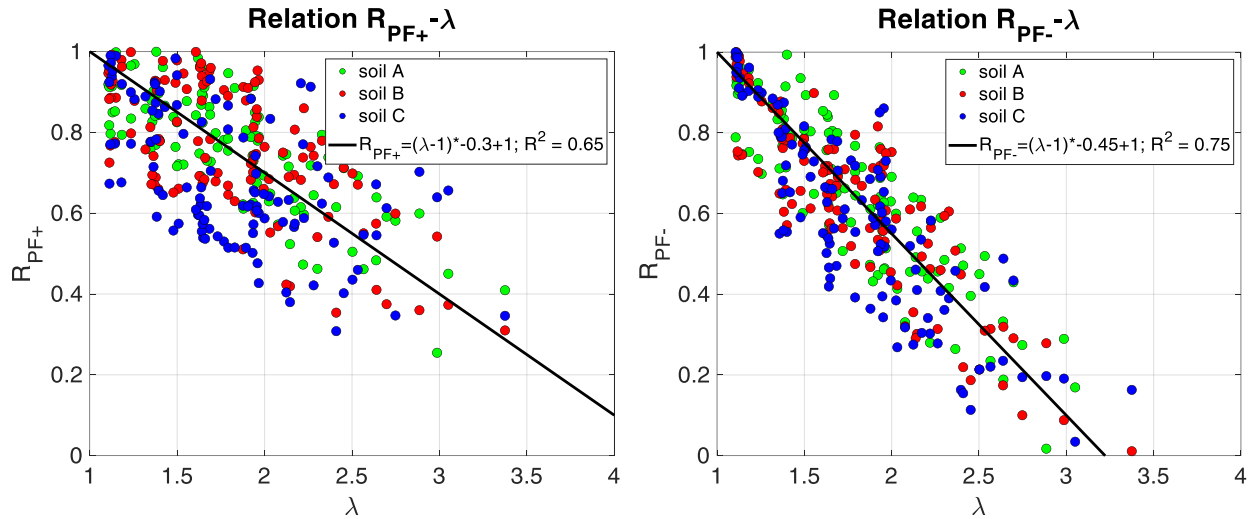 Relation R_PF+-λ
1
0.8
0.6
0.4
0.2
0
R_PF+
1
1.5
2
2.5
3
3.5
4
λ
soil A
soil B
soil C
R_PF+=(λ-1)*-0.3+1; R² = 0.65
Relation R_PF--λ
1
0.8
0.6
0.4
0.2
0
R_PF-
1
1.5
2
2.5
3
3.5
4
λ
soil A
soil B
soil C
R_PF-=(λ-1)*-0.45+1; R² = 0.75